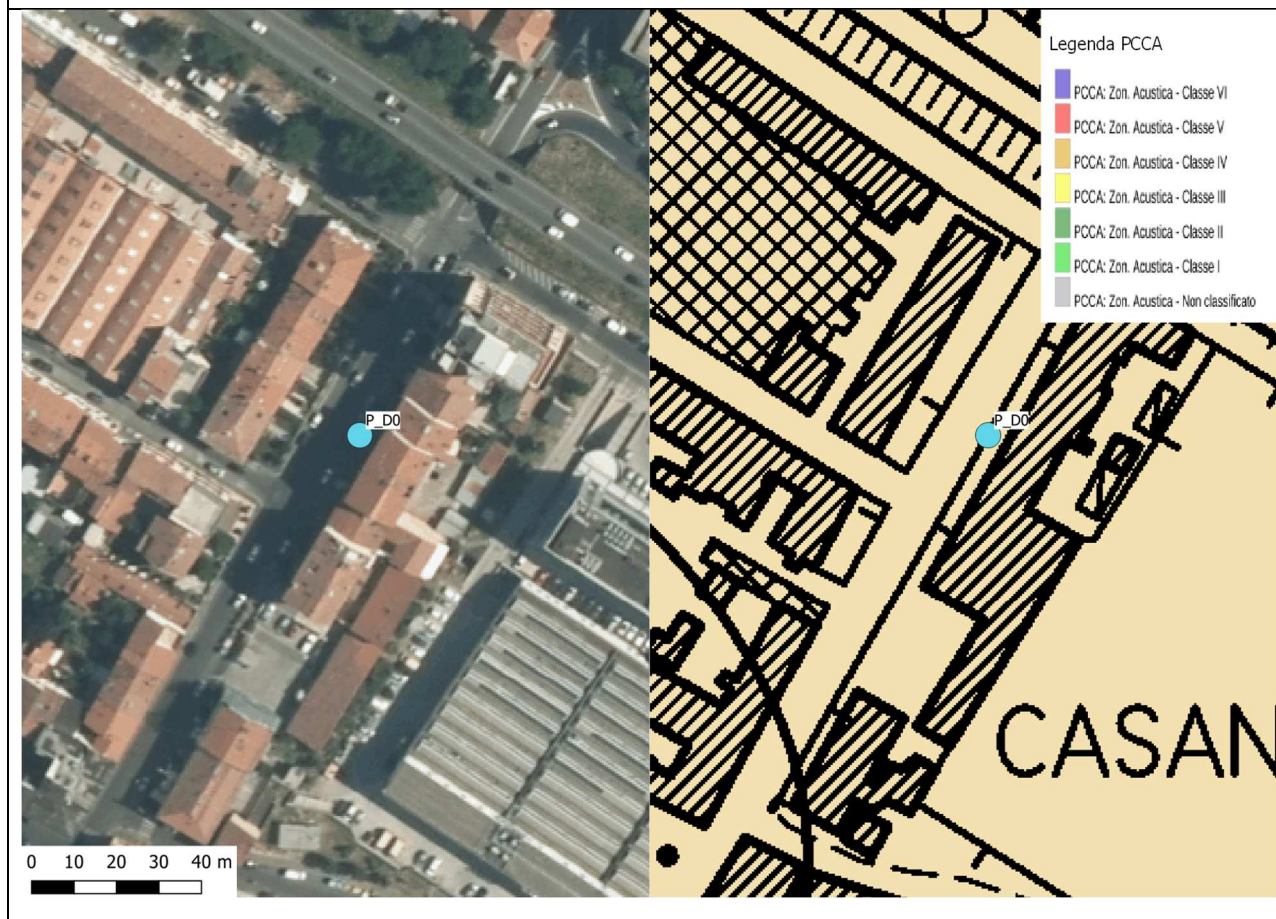 Legenda PCCA
PCCA: Zon. Acustica - Classe VI
PCCA: Zon. Acustica - Classe V
PCCA: Zon. Acustica - Classe IV
PCCA: Zon. Acustica - Classe III
PCCA: Zon. Acustica - Classe II
PCCA: Zon. Acustica - Classe I
PCCA: Zon. Acustica - Non classificato
P_D0
P_D0
CASAN
0 10 20 30 40 m